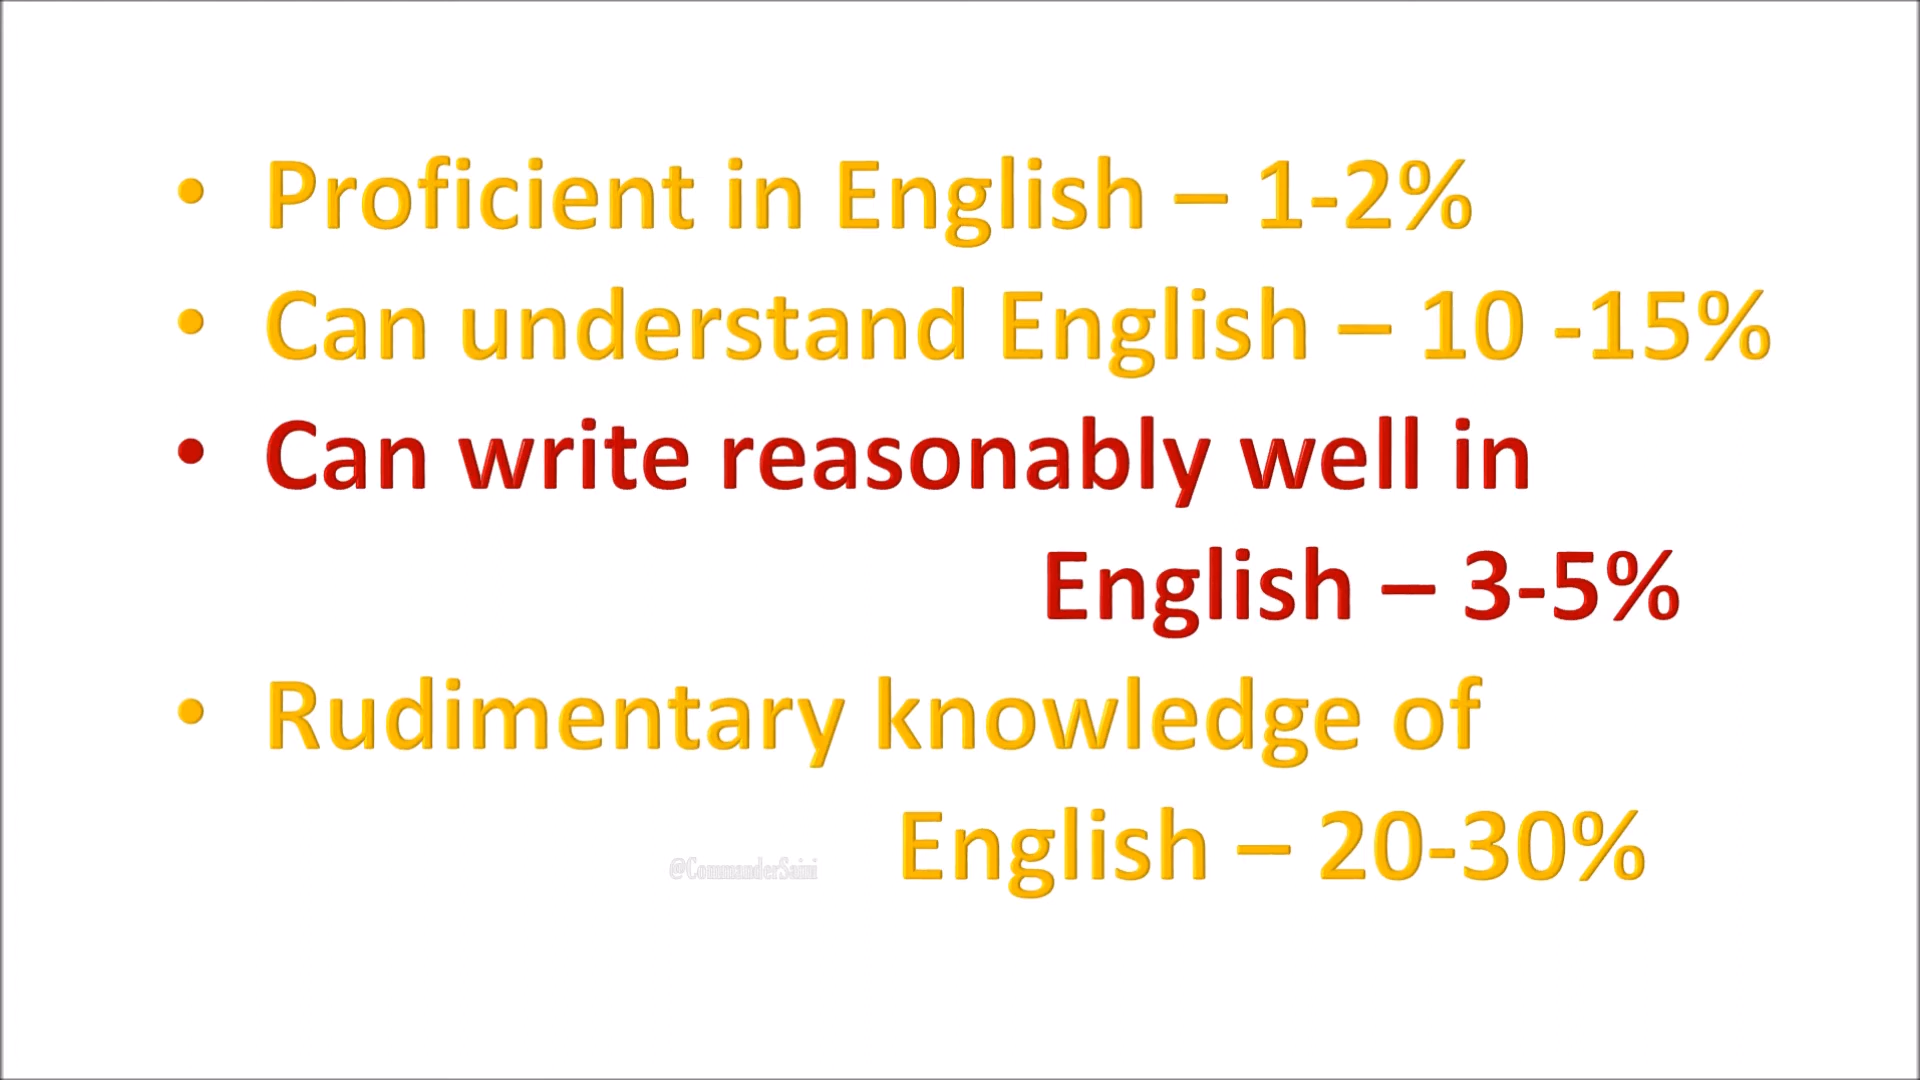 • Proficient in English – 1-2%
• Can understand English – 10 -15%
• Can write reasonably well in
English – 3-5%
• Rudimentary knowledge of
English – 20-30%
@CommanderSaini